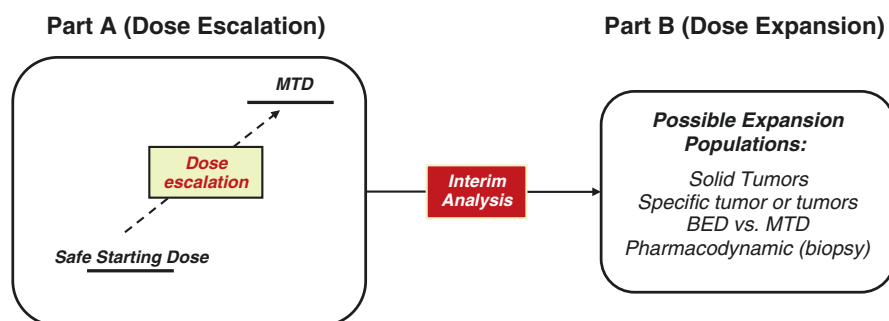 Part A (Dose Escalation)
Part B (Dose Expansion)
MTD
Dose
escalation
Safe Starting Dose
Interim
Analysis
Possible Expansion
Populations:
Solid Tumors
Specific tumor or tumors
BED vs. MTD
Pharmacodynamic (biopsy)